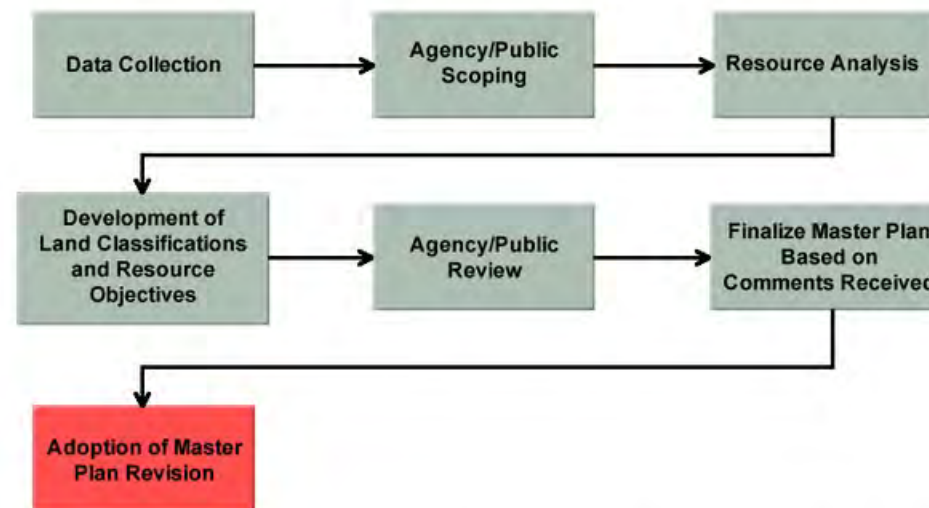 Data Collection
Agency/Public
Scoping
Resource Analysis
Development of
Land Classifications
and Resource
Objectives
Agency/Public
Review
Finalize Master Plan
Based on
Comments Received
Adoption of Master
Plan Revision